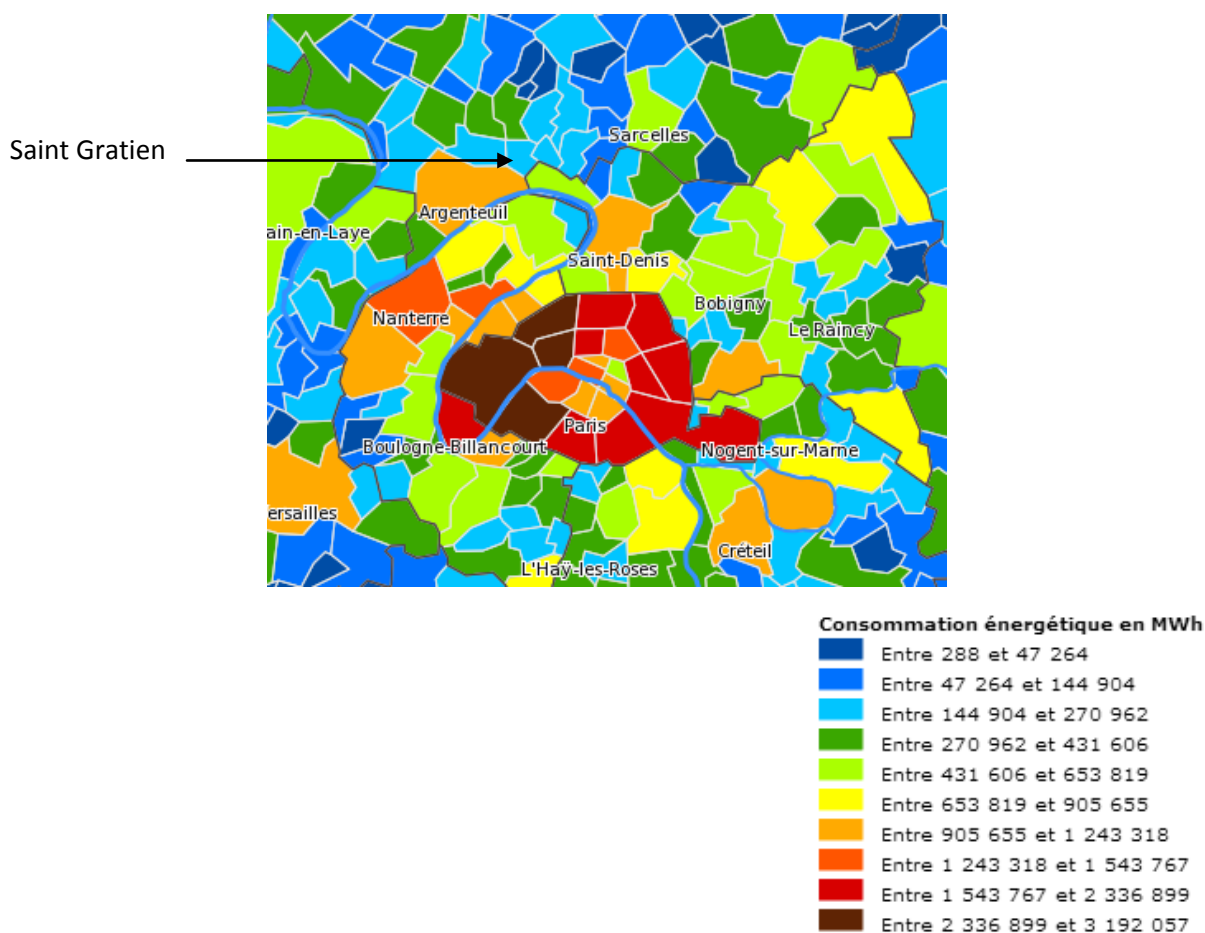 Saint Gratien
Sarcelles
Argenteuil
ain-en-Laye
Saint-Denis
Bobigny
Nanterre
Le Raincy
Paris
Boulogne-Billancourt
Nogent-sur-Marne
ersailles
Créteil
L'Haÿ-les-Roses
Consommation énergétique en MWh
Entre 288 et 47 264
Entre 47 264 et 144 904
Entre 144 904 et 270 962
Entre 270 962 et 431 606
Entre 431 606 et 653 819
Entre 653 819 et 905 655
Entre 905 655 et 1 243 318
Entre 1 243 318 et 1 543 767
Entre 1 543 767 et 2 336 899
Entre 2 336 899 et 3 192 057